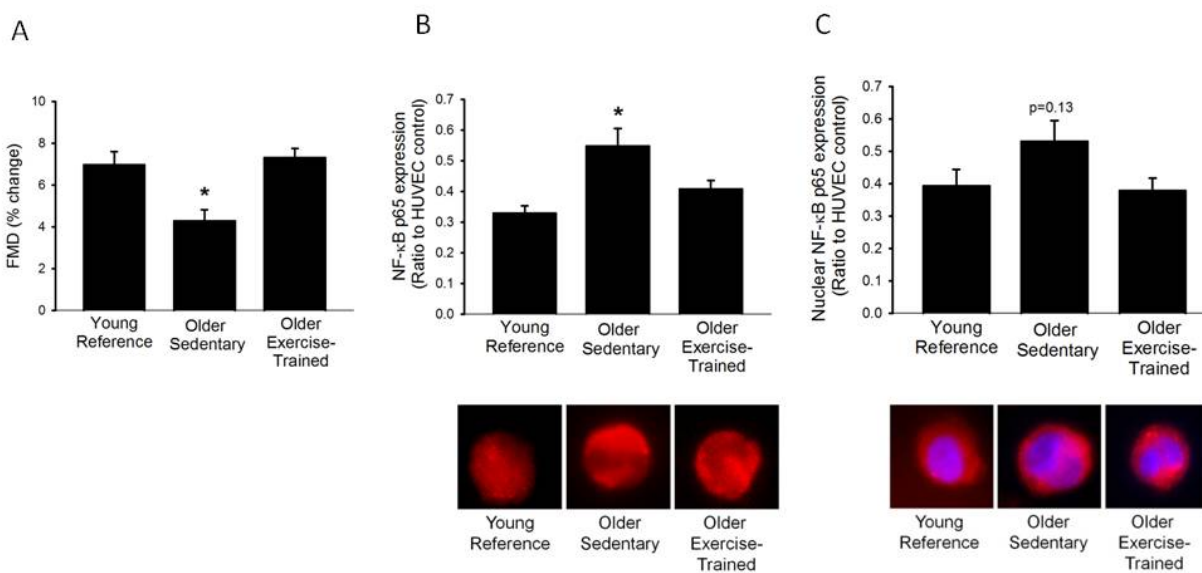 A
10
8
6
4
2
0
FMD (% change)
*
Young
Reference
Older
Sedentary
Older
Exercise-
Trained
B
0.7
0.6
0.5
0.4
0.3
0.2
0.1
0.0
NF-κB p65 expression
(Ratio to HUVEC control)
*
Young
Reference
Older
Sedentary
Older
Exercise-
Trained
Young
Reference
Older
Sedentary
Older
Exercise-
Trained
C
0.7
0.6
0.5
0.4
0.3
0.2
0.1
0.0
Nuclear NF-κB p65 expression
(Ratio to HUVEC control)
p=0.13
Young
Reference
Older
Sedentary
Older
Exercise-
Trained
Young
Reference
Older
Sedentary
Older
Exercise-
Trained